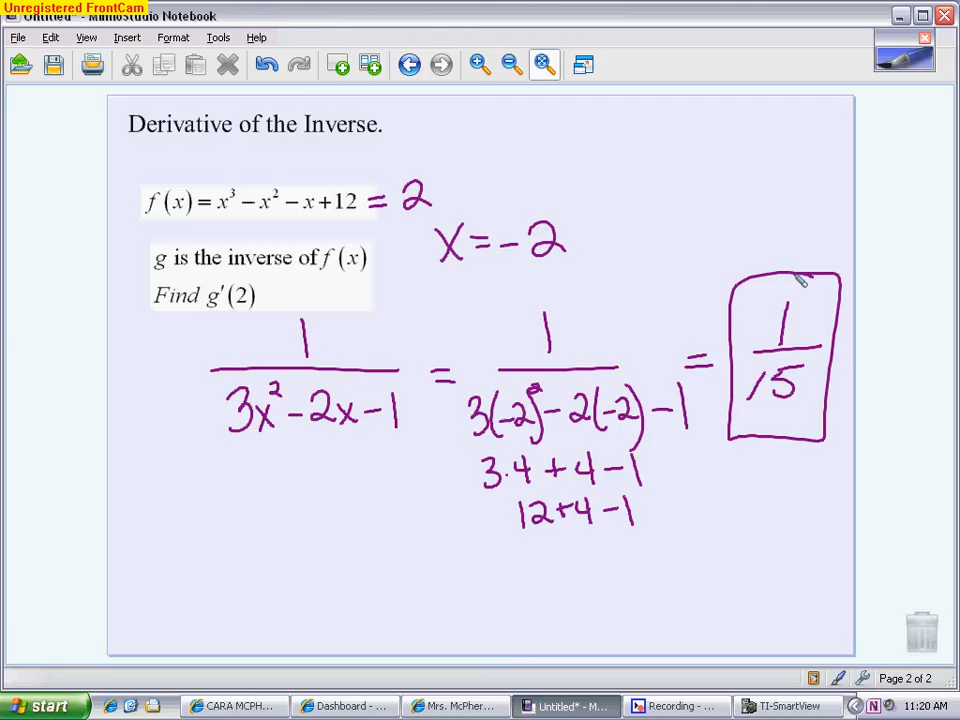 Unregistered FrontCam
Untitled* - MimioStudio Notebook
File Edit View Insert Format Tools Help
Derivative of the Inverse.
f(x) = x³ − x² − x + 12 = 2
x = −2
g is the inverse of f(x)
Find g′(2)
1/(3x² − 2x − 1) = 1/(3(−2)² − 2(−2) − 1) = 1/15
3·4 + 4 − 1
12 + 4 − 1
Page 2 of 2
start CARA MCPH... Dashboard - ... Mrs. McPher... Untitled* - M... Recording - ... TI-SmartView 11:20 AM